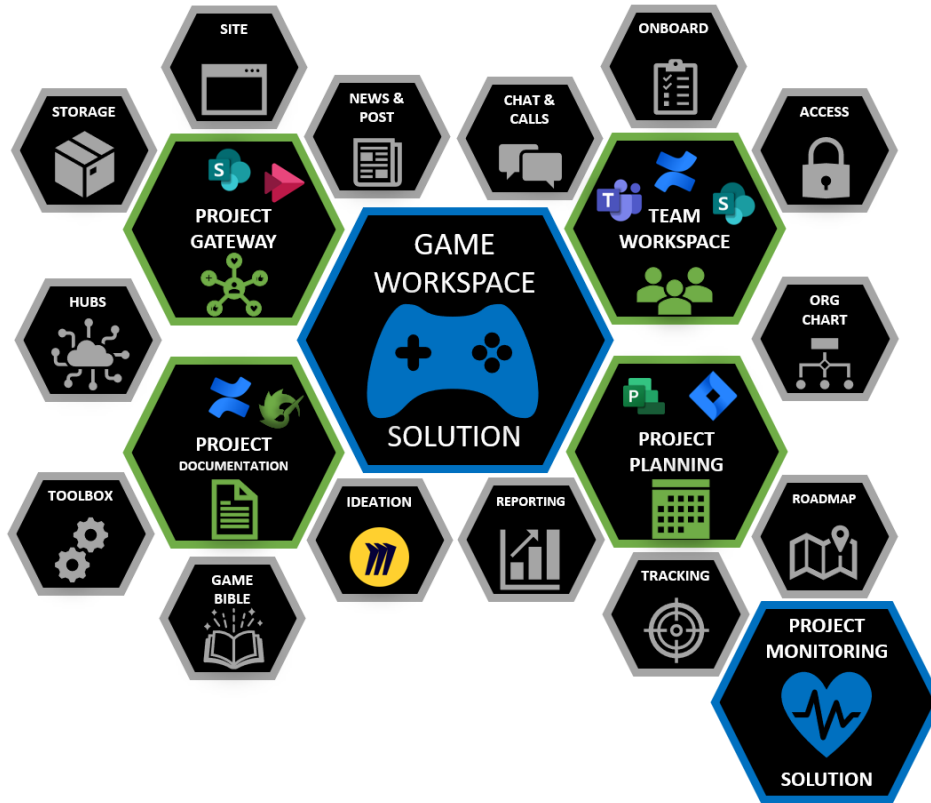 SITE
ONBOARD
STORAGE
NEWS &
POST
CHAT &
CALLS
ACCESS
S
PROJECT
GATEWAY
T
S
TEAM
WORKSPACE
GAME
WORKSPACE
SOLUTION
HUBS
ORG
CHART
PROJECT
DOCUMENTATION
P
PROJECT
PLANNING
TOOLBOX
IDEATION
REPORTING
ROADMAP
GAME
BIBLE
TRACKING
PROJECT
MONITORING
SOLUTION